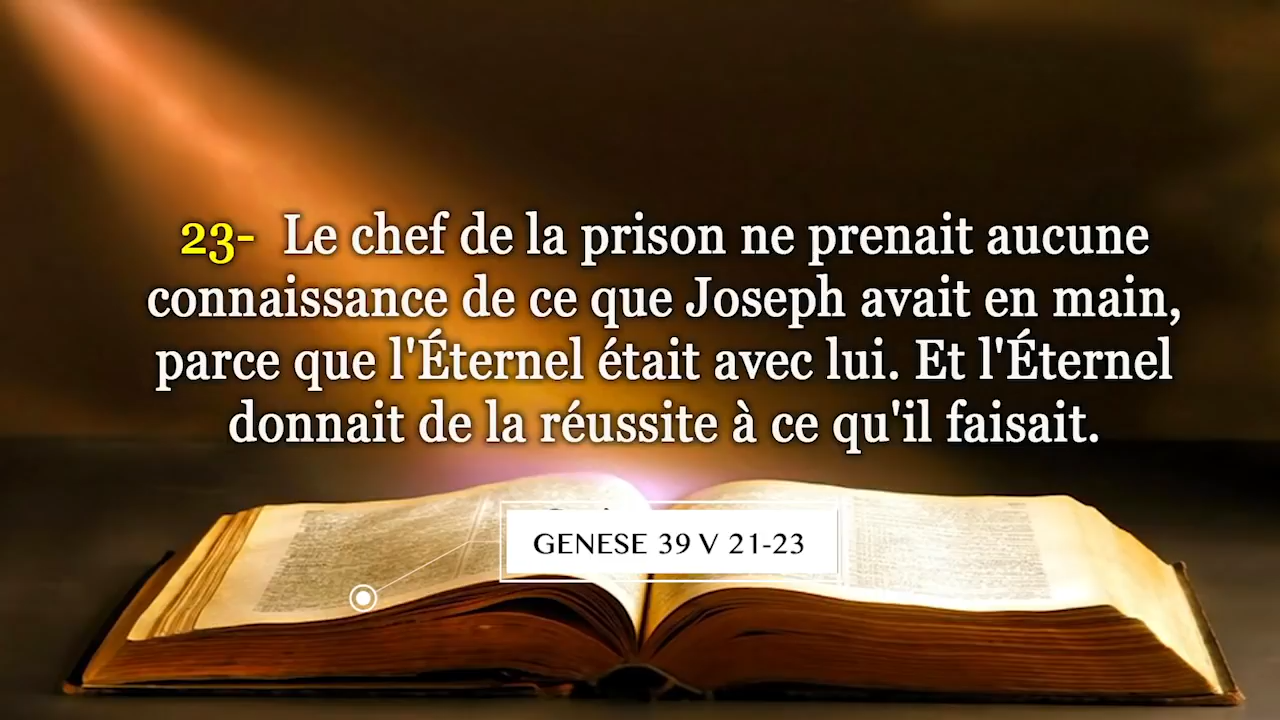 23- Le chef de la prison ne prenait aucune
connaissance de ce que Joseph avait en main,
parce que l'Éternel était avec lui. Et l'Éternel
donnait de la réussite à ce qu'il faisait.
GENESE 39 V 21-23